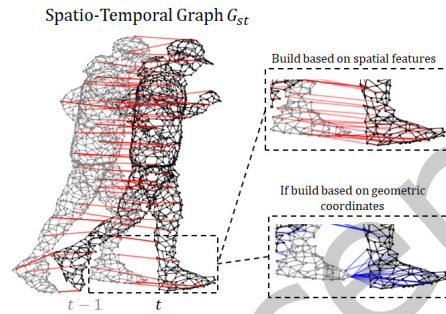 Spatio-Temporal Graph G_st
Build based on spatial features
If build based on geometric
coordinates
t − 1
t